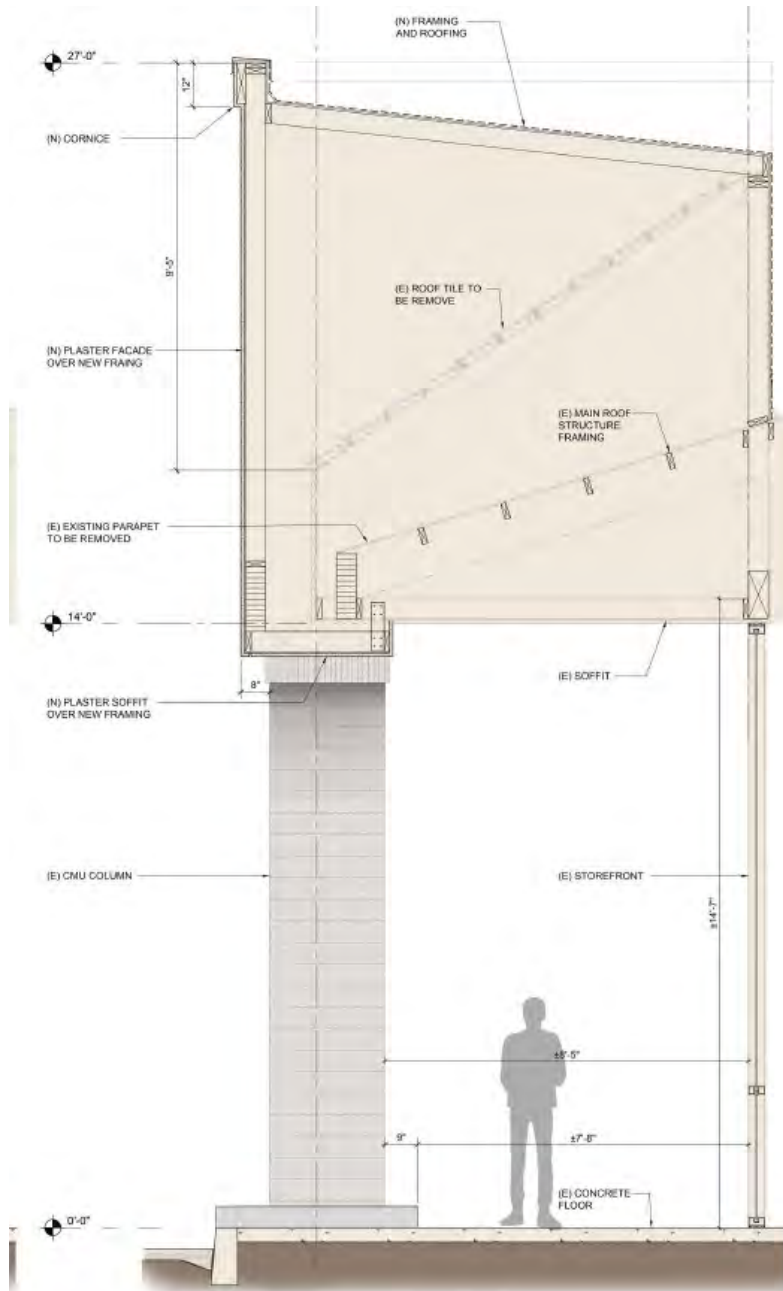 (N) FRAMING
AND ROOFING
27'-0"
12"
(N) CORNICE
9'-5"
(E) ROOF TILE TO
BE REMOVE
(N) PLASTER FACADE
OVER NEW FRAING
(E) MAIN ROOF
STRUCTURE
FRAMING
(E) EXISTING PARAPET
TO BE REMOVED
14'-0"
(E) SOFFIT
8"
(N) PLASTER SOFFIT
OVER NEW FRAMING
(E) CMU COLUMN
(E) STOREFRONT
±14'-7"
±8'-5"
9"
±7'-8"
(E) CONCRETE
FLOOR
0'-0"